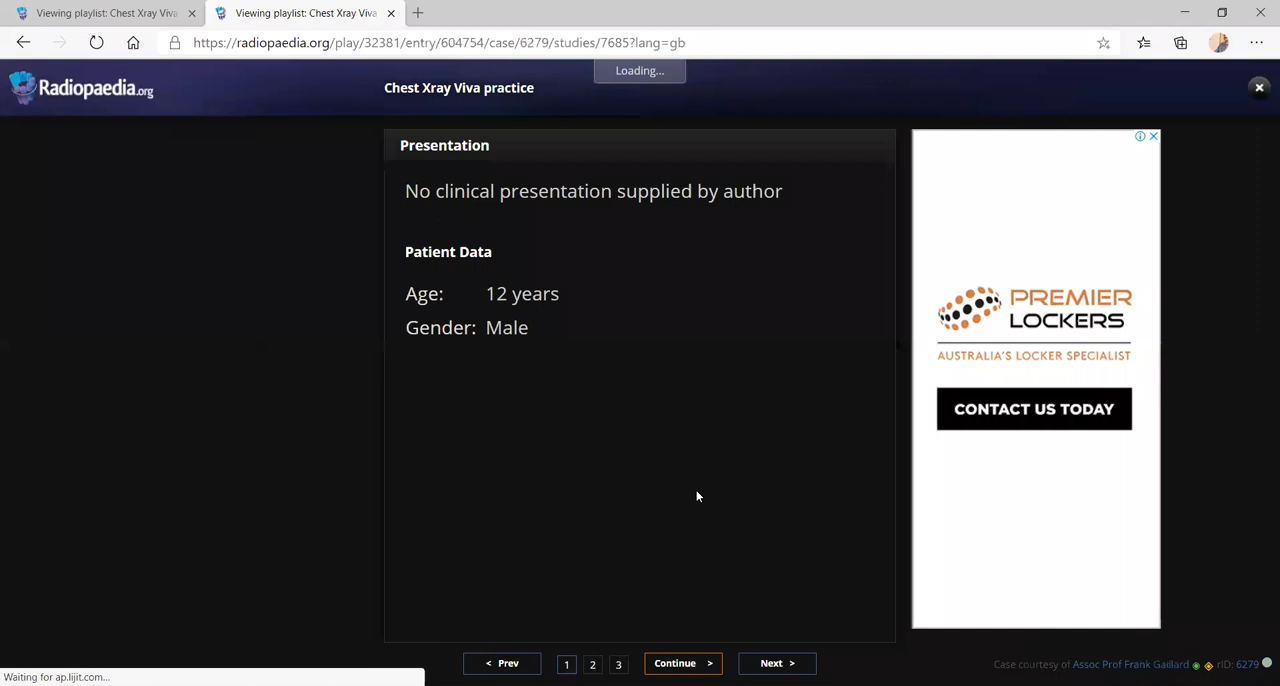 Viewing playlist: Chest Xray Viva
Viewing playlist: Chest Xray Viva
https://radiopaedia.org/play/32381/entry/604754/case/6279/studies/7685?lang=gb
Loading...
Radiopaedia.org
Chest Xray Viva practice
Presentation
No clinical presentation supplied by author
Patient Data
Age: 12 years
Gender: Male
PREMIER
LOCKERS
AUSTRALIA'S LOCKER SPECIALIST
CONTACT US TODAY
< Prev 1 2 3 Continue > Next >
Case courtesy of Assoc Prof Frank Gaillard rID: 6279
Waiting for ap.lijit.com...